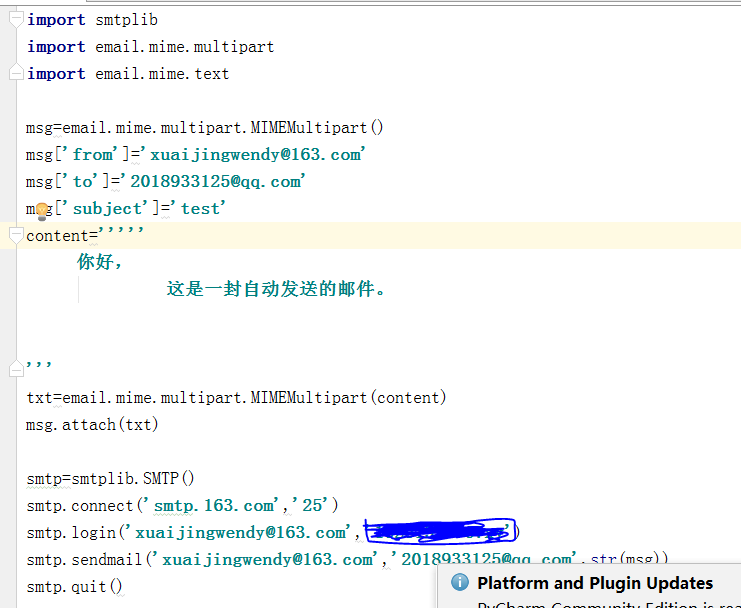 import smtplib
import email.mime.multipart
import email.mime.text
msg=email.mime.multipart.MIMEMultipart()
msg['from']='xuaijingwendy@163.com'
msg['to']='2018933125@qq.com'
msg['subject']='test'
content='''''
你好，
这是一封自动发送的邮件。
'''
txt=email.mime.multipart.MIMEMultipart(content)
msg.attach(txt)
smtp=smtplib.SMTP()
smtp.connect('smtp.163.com','25')
smtp.login('xuaijingwendy@163.com', ')
smtp.sendmail('xuaijingwendy@163.com','2018933125@qq.com',str(msg))
smtp.quit()
Platform and Plugin Updates
PyCharm Community Edition is